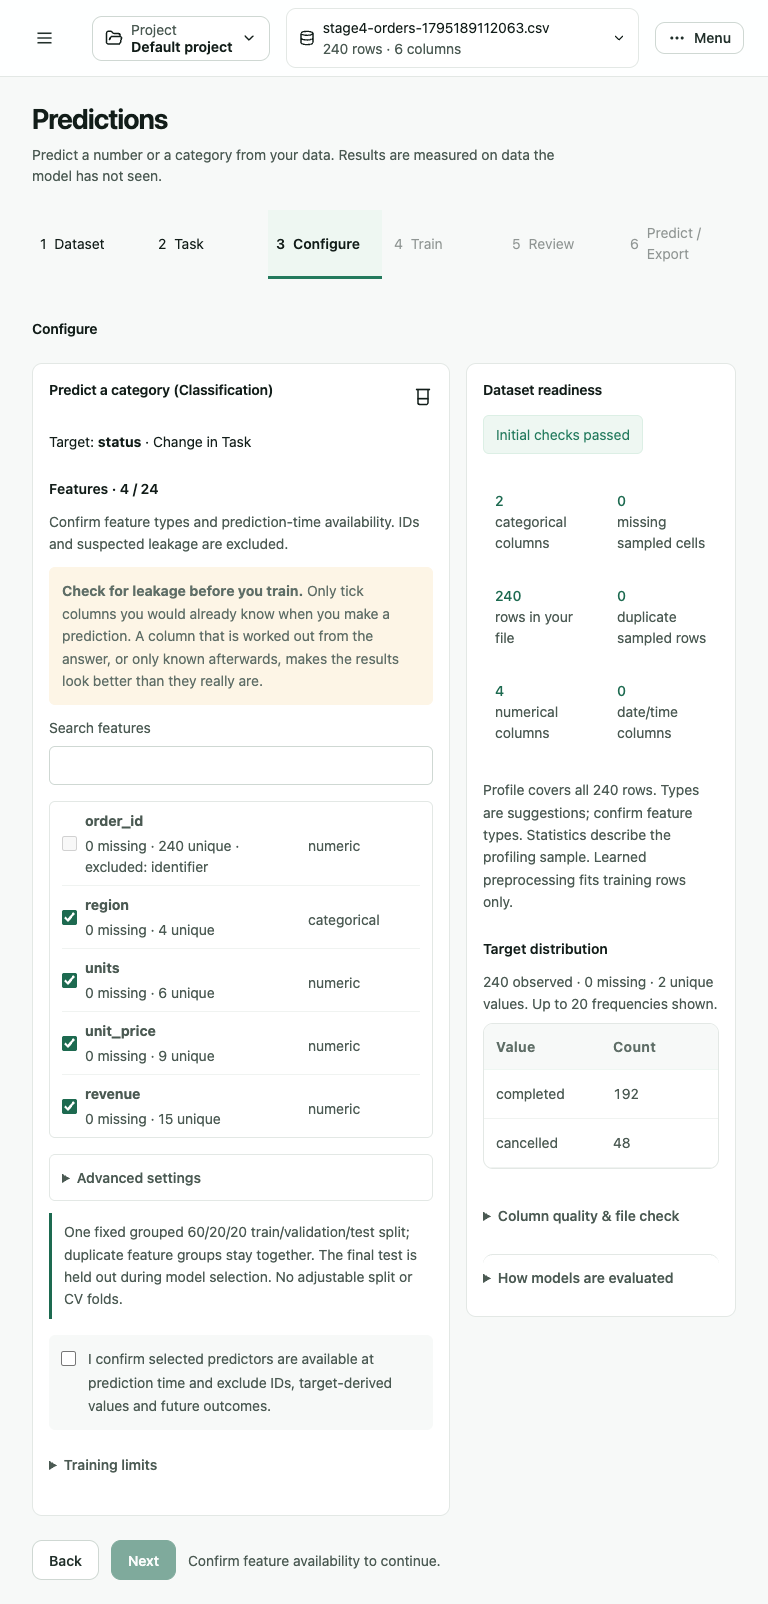 Project
Default project
stage4-orders-1795189112063.csv
240 rows · 6 columns
Menu
Predictions
Predict a number or a category from your data. Results are measured on data the
model has not seen.
1 Dataset
2 Task
3 Configure
4 Train
5 Review
6 Predict /
Export
Configure
Predict a category (Classification)
Target: status · Change in Task
Features · 4 / 24
Confirm feature types and prediction-time availability. IDs
and suspected leakage are excluded.
Check for leakage before you train. Only tick
columns you would already know when you make a
prediction. A column that is worked out from the
answer, or only known afterwards, makes the results
look better than they really are.
Search features
order_id
0 missing · 240 unique ·
excluded: identifier
numeric
region
0 missing · 4 unique
categorical
units
0 missing · 6 unique
numeric
unit_price
0 missing · 9 unique
numeric
revenue
0 missing · 15 unique
numeric
Advanced settings
One fixed grouped 60/20/20 train/validation/test split;
duplicate feature groups stay together. The final test is
held out during model selection. No adjustable split or
CV folds.
I confirm selected predictors are available at
prediction time and exclude IDs, target-derived
values and future outcomes.
Training limits
Dataset readiness
Initial checks passed
2
categorical
columns
0
missing
sampled cells
240
rows in your
file
0
duplicate
sampled rows
4
numerical
columns
0
date/time
columns
Profile covers all 240 rows. Types
are suggestions; confirm feature
types. Statistics describe the
profiling sample. Learned
preprocessing fits training rows
only.
Target distribution
240 observed · 0 missing · 2 unique
values. Up to 20 frequencies shown.
Value Count
completed 192
cancelled 48
Column quality & file check
How models are evaluated
Back
Next
Confirm feature availability to continue.